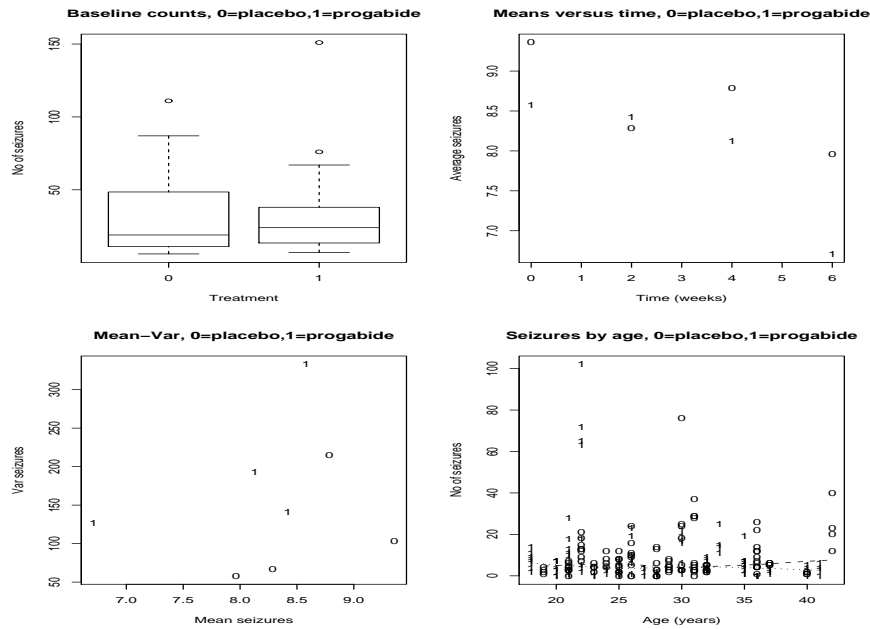 Baseline counts, 0=placebo,1=progabide
No of seizures
150
100
50
0 1
Treatment
Means versus time, 0=placebo,1=progabide
Average seizures
9.0
8.5
8.0
7.5
7.0
0 1 2 3 4 5 6
Time (weeks)
Mean−Var, 0=placebo,1=progabide
Var seizures
300
250
200
150
100
50
7.0 7.5 8.0 8.5 9.0
Mean seizures
Seizures by age, 0=placebo,1=progabide
No of seizures
100
80
60
40
20
0
20 25 30 35 40
Age (years)